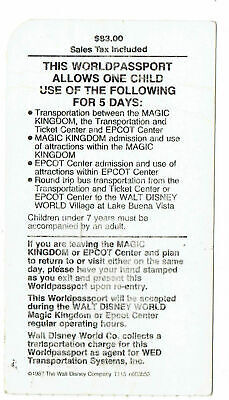 $83.00
Sales Tax Included
THIS WORLDPASSPORT
ALLOWS ONE CHILD
USE OF THE FOLLOWING
FOR 5 DAYS:
● Transportation between the MAGIC
KINGDOM, the Transportation and
Ticket Center and EPCOT Center
● MAGIC KINGDOM admission and use
of attractions within the MAGIC
KINGDOM
● EPCOT Center admission and use of
attractions within EPCOT Center
● Round trip bus transportation from the
Transportation and Ticket Center or
EPCOT Center to the WALT DISNEY
WORLD Village at Lake Buena Vista
Children under 7 years must be
accompanied by an adult.
If you are leaving the MAGIC
KINGDOM or EPCOT Center and plan
to return to or visit either on the same
day, please have your hand stamped
as you exit and present this
Worldpassport upon re-entry.
This Worldpassport will be accepted
during the WALT DISNEY WORLD
Magic Kingdom or Epcot Center
regular operating hours.
Walt Disney World Co. collects a
transportation charge for this
Worldpassport as agent for WED
Transportation Systems, Inc.
The Walt Disney Company